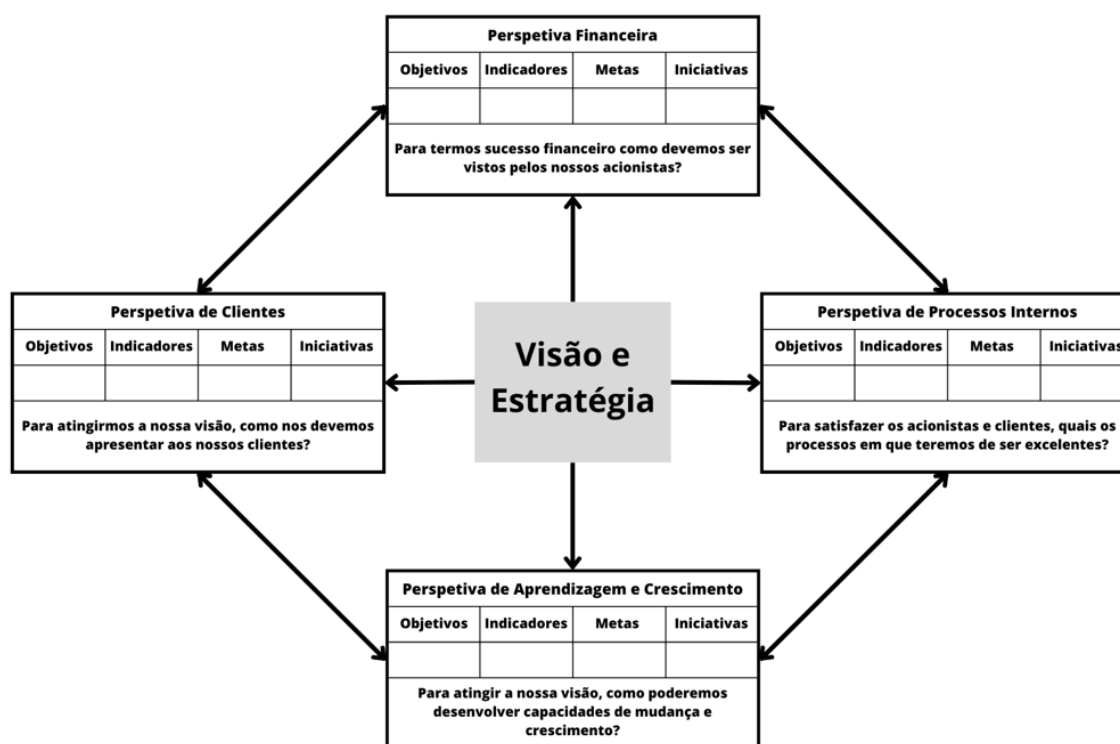 Perspetiva Financeira
Objetivos Indicadores Metas Iniciativas
Para termos sucesso financeiro como devemos ser
vistos pelos nossos acionistas?
Perspetiva de Clientes
Objetivos Indicadores Metas Iniciativas
Para atingirmos a nossa visão, como nos devemos
apresentar aos nossos clientes?
Visão e
Estratégia
Perspetiva de Processos Internos
Objetivos Indicadores Metas Iniciativas
Para satisfazer os acionistas e clientes, quais os
processos em que teremos de ser excelentes?
Perspetiva de Aprendizagem e Crescimento
Objetivos Indicadores Metas Iniciativas
Para atingir a nossa visão, como poderemos
desenvolver capacidades de mudança e
crescimento?